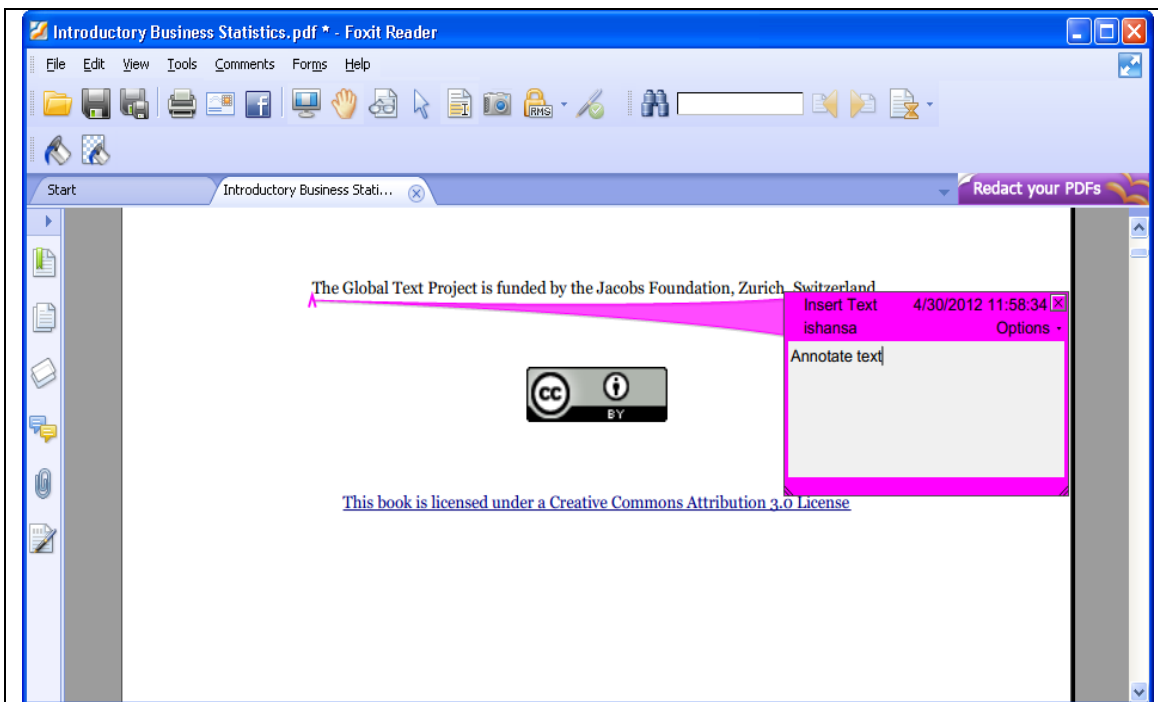 Introductory Business Statistics.pdf * - Foxit Reader
File Edit View Tools Comments Forms Help
RMS
Start Introductory Business Stati... Redact your PDFs
The Global Text Project is funded by the Jacobs Foundation, Zurich, Switzerland
Insert Text 4/30/2012 11:58:34
ishansa Options
Annotate text
cc
BY
This book is licensed under a Creative Commons Attribution 3.0 License